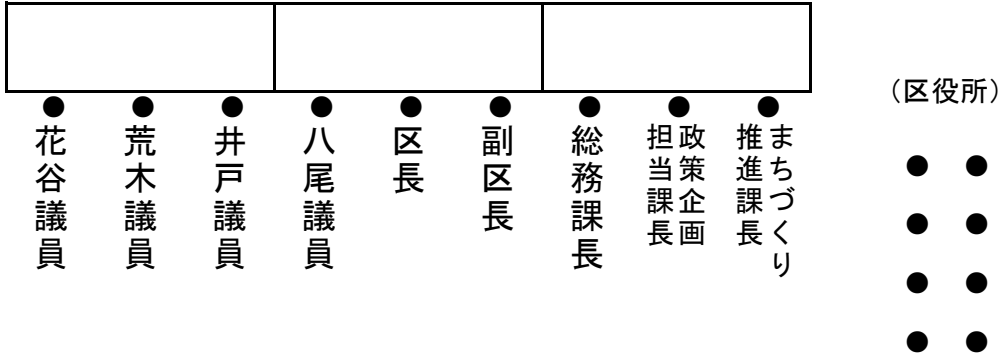 花谷議員
荒木議員
井戸議員
八尾議員
区長
副区長
総務課長
政策企画
担当課長
まちづくり
推進課長
（区役所）